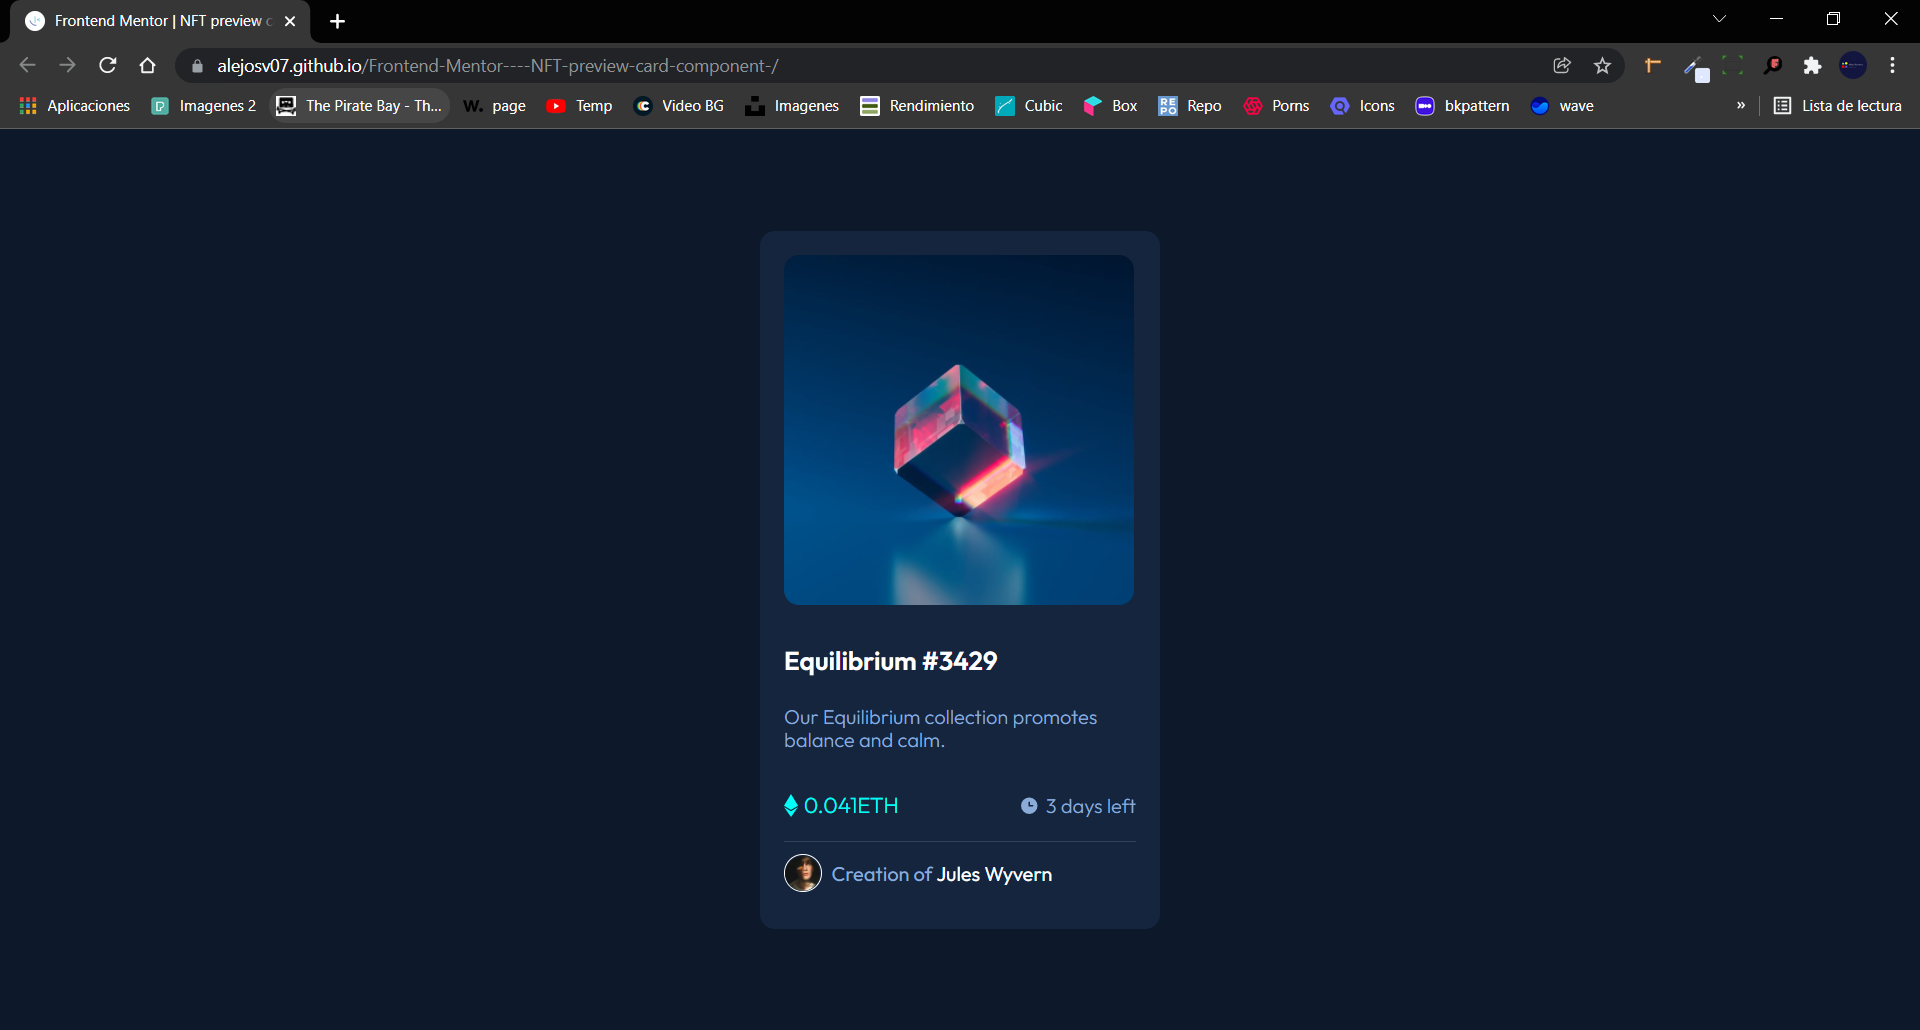 Frontend Mentor | NFT preview c
alejosv07.github.io/Frontend-Mentor----NFT-preview-card-component-/
Aplicaciones Imagenes 2 The Pirate Bay - Th... W. page Temp Video BG Imagenes Rendimiento Cubic Box REPO Repo Porns Icons bkpattern wave » Lista de lectura
Equilibrium #3429
Our Equilibrium collection promotes
balance and calm.
0.041ETH 3 days left
Creation of Jules Wyvern